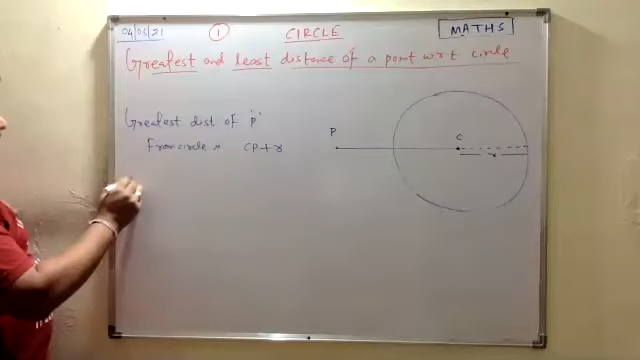 04/03/21 1 CIRCLE MATHS
Greatest and least distance of a point wrt circle
Greatest dist of 'P'
From circle = CP+r
P
C
r